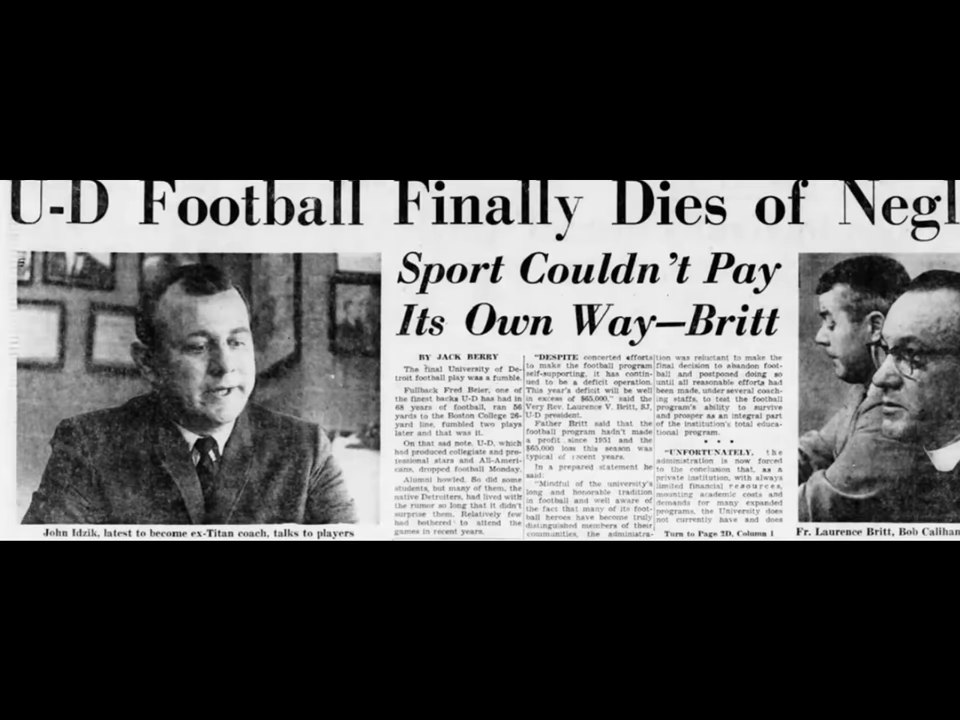 U-D Football Finally Dies of Negl
Sport Couldn't Pay
Its Own Way—Britt
BY JACK BERRY
The final University of De-
troit football play was a fumble.
Fullback Fred Beier, one of
the finest backs U-D has had in
68 years of football, ran 56
yards to the Boston College 26-
yard line, fumbled two plays
later and that was it.
On that sad note, U-D, which
had produced collegiate and pro-
fessional stars and All-Ameri-
cans, dropped football Monday.
Alumni howled. So did some
students, but many of them, the
native Detroiters, had lived with
the rumor so long that it didn't
surprise them. Relatively few
had bothered to attend the
games in recent years.
"DESPITE concerted efforts
to make the football program
self-supporting, it has contin-
ued to be a deficit operation.
This year's deficit will be well
in excess of $65,000," said the
Very Rev. Laurence V. Britt, SJ,
U-D president.
Father Britt said that the
football program hadn't made
a profit since 1951 and the
$65,000 loss this season was
typical of recent years.
In a prepared statement he
said:
"Mindful of the university's
long and honorable tradition
in football and well aware of
the fact that many of its foot-
ball heroes have become truly
distinguished members of their
communities, the administra-
tion was reluctant to make the
final decision to abandon foot-
ball and postponed doing so
until all reasonable efforts had
been made, under several coach-
ing staffs, to test the football
program's ability to survive
and prosper as an integral part
of the institution's total educa-
tional program.
"UNFORTUNATELY, the
administration is now forced
to the conclusion that, as a
private institution, with always
limited financial resources,
mounting academic costs and
demands for many expanded
programs, the University does
not currently have and does
Turn to Page 2D, Column 1
John Idzik, latest to become ex-Titan coach, talks to players
Fr. Laurence Britt, Bob Calihan